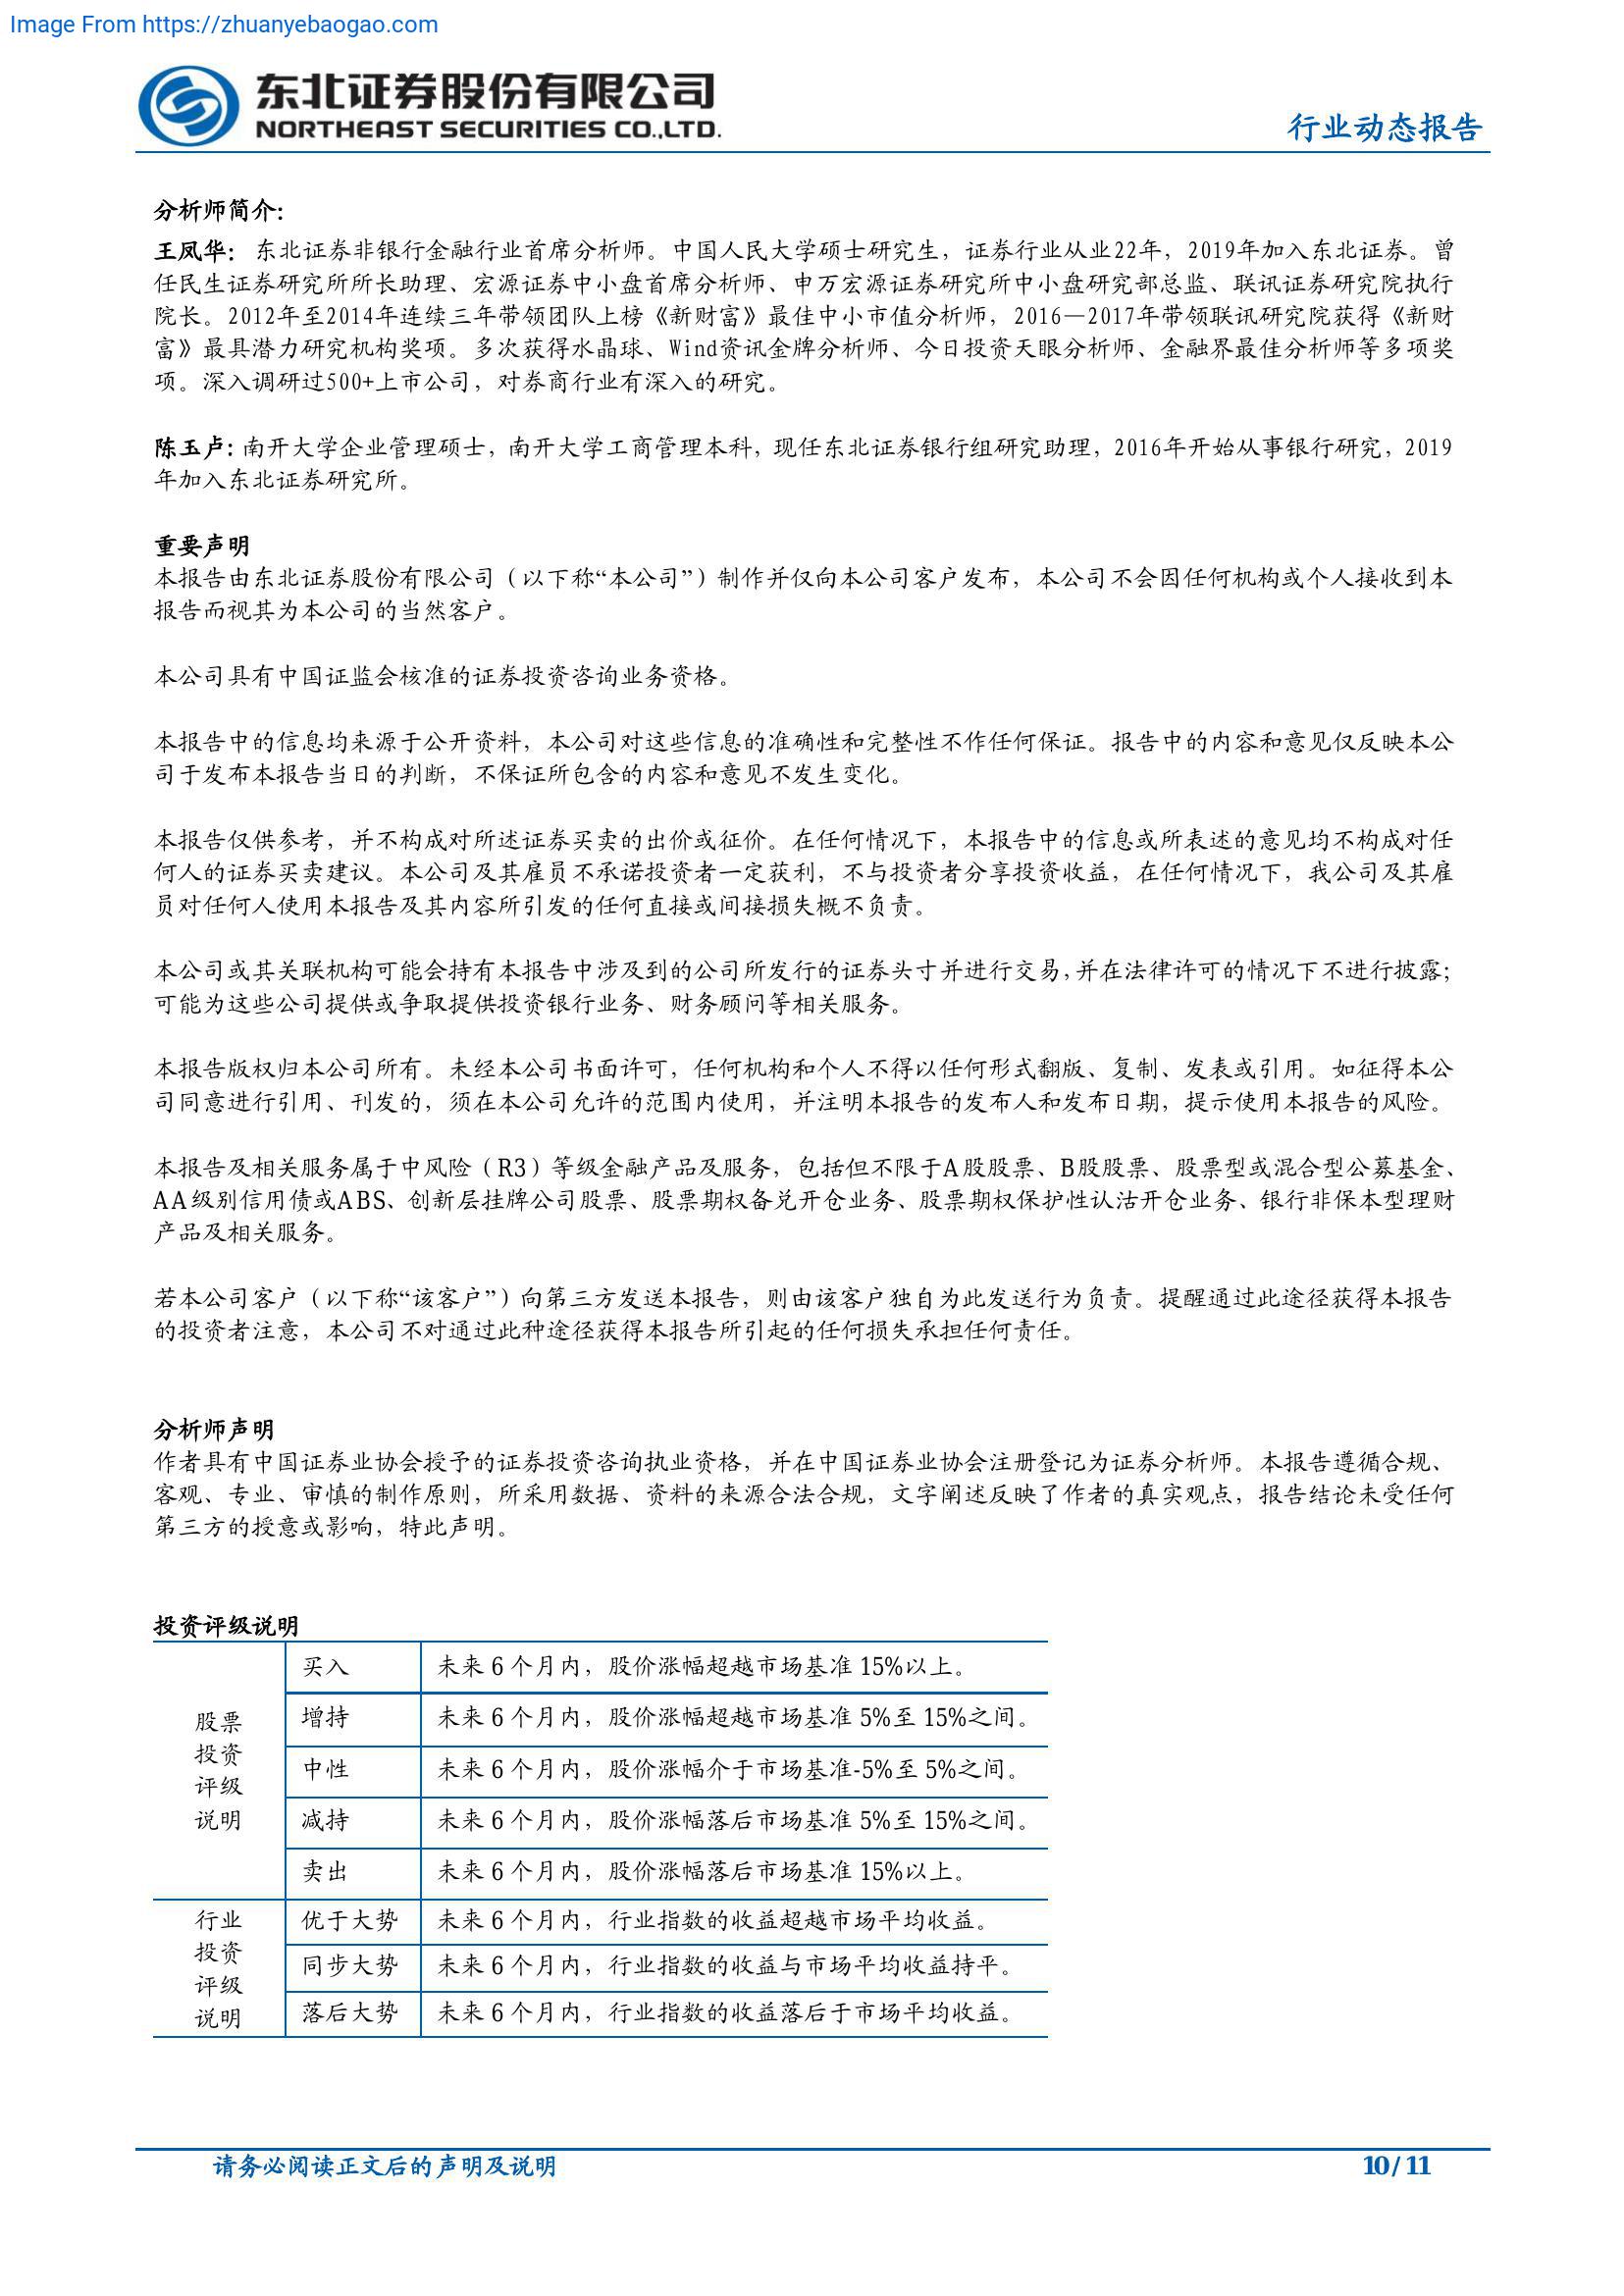 Image From https://zhuanyebaogao.com
东北证券股份有限公司
NORTHEAST SECURITIES CO.,LTD.
行业动态报告
分析师简介:
王凤华：东北证券非银行金融行业首席分析师。中国人民大学硕士研究生，证券行业从业22年，2019年加入东北证券。曾
任民生证券研究所所长助理、宏源证券中小盘首席分析师、申万宏源证券研究所中小盘研究部总监、联讯证券研究院执行
院长。2012年至2014年连续三年带领团队上榜《新财富》最佳中小市值分析师，2016—2017年带领联讯研究院获得《新财
富》最具潜力研究机构奖项。多次获得水晶球、Wind资讯金牌分析师、今日投资天眼分析师、金融界最佳分析师等多项奖
项。深入调研过500+上市公司，对券商行业有深入的研究。
陈玉卢: 南开大学企业管理硕士，南开大学工商管理本科，现任东北证券银行组研究助理，2016年开始从事银行研究，2019
年加入东北证券研究所。
重要声明
本报告由东北证券股份有限公司（以下称“本公司”）制作并仅向本公司客户发布，本公司不会因任何机构或个人接收到本
报告而视其为本公司的当然客户。
本公司具有中国证监会核准的证券投资咨询业务资格。
本报告中的信息均来源于公开资料，本公司对这些信息的准确性和完整性不作任何保证。报告中的内容和意见仅反映本公
司于发布本报告当日的判断，不保证所包含的内容和意见不发生变化。
本报告仅供参考，并不构成对所述证券买卖的出价或征价。在任何情况下，本报告中的信息或所表述的意见均不构成对任
何人的证券买卖建议。本公司及其雇员不承诺投资者一定获利，不与投资者分享投资收益，在任何情况下，我公司及其雇
员对任何人使用本报告及其内容所引发的任何直接或间接损失概不负责。
本公司或其关联机构可能会持有本报告中涉及到的公司所发行的证券头寸并进行交易，并在法律许可的情况下不进行披露；
可能为这些公司提供或争取提供投资银行业务、财务顾问等相关服务。
本报告版权归本公司所有。未经本公司书面许可，任何机构和个人不得以任何形式翻版、复制、发表或引用。如征得本公
司同意进行引用、刊发的，须在本公司允许的范围内使用，并注明本报告的发布人和发布日期，提示使用本报告的风险。
本报告及相关服务属于中风险（R3）等级金融产品及服务，包括但不限于A股股票、B股股票、股票型或混合型公募基金、
AA级别信用债或ABS、创新层挂牌公司股票、股票期权备兑开仓业务、股票期权保护性认沽开仓业务、银行非保本型理财
产品及相关服务。
若本公司客户（以下称“该客户”）向第三方发送本报告，则由该客户独自为此发送行为负责。提醒通过此途径获得本报告
的投资者注意，本公司不对通过此种途径获得本报告所引起的任何损失承担任何责任。
分析师声明
作者具有中国证券业协会授予的证券投资咨询执业资格，并在中国证券业协会注册登记为证券分析师。本报告遵循合规、
客观、专业、审慎的制作原则，所采用数据、资料的来源合法合规，文字阐述反映了作者的真实观点，报告结论未受任何
第三方的授意或影响，特此声明。
投资评级说明
股票
投资
评级
说明
买入 未来 6 个月内，股价涨幅超越市场基准 15%以上。
增持 未来 6 个月内，股价涨幅超越市场基准 5%至 15%之间。
中性 未来 6 个月内，股价涨幅介于市场基准-5%至 5%之间。
减持 未来 6 个月内，股价涨幅落后市场基准 5%至 15%之间。
卖出 未来 6 个月内，股价涨幅落后市场基准 15%以上。
行业
投资
评级
说明
优于大势 未来 6 个月内，行业指数的收益超越市场平均收益。
同步大势 未来 6 个月内，行业指数的收益与市场平均收益持平。
落后大势 未来 6 个月内，行业指数的收益落后于市场平均收益。
请务必阅读正文后的声明及说明
10 / 11